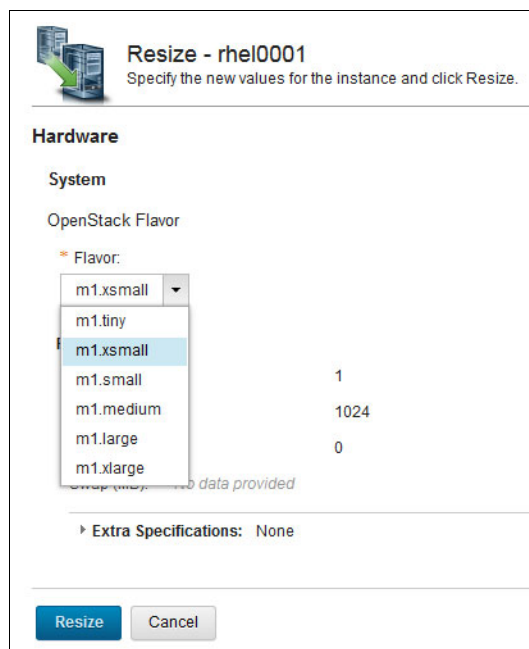 Resize - rhel0001
Specify the new values for the instance and click Resize.
Hardware
System
OpenStack Flavor
* Flavor:
m1.xsmall
m1.tiny
m1.xsmall
m1.small
1
m1.medium
1024
m1.large
0
m1.xlarge
No data provided
Extra Specifications: None
Resize Cancel